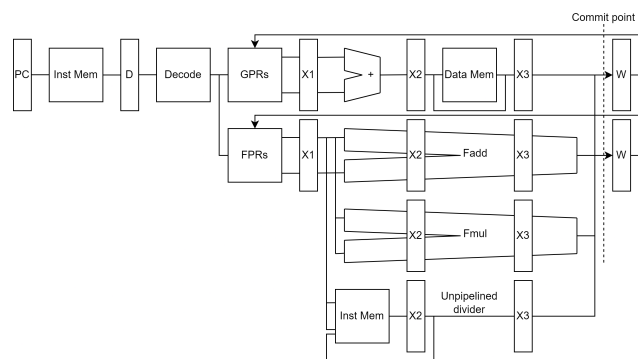 Commit point
PC
Inst Mem
D
Decode
GPRs
X1
+
X2
Data Mem
X3
W
FPRs
X1
X2
Fadd
X3
W
X2
Fmul
X3
Inst Mem
X2
Unpipelined
divider
X3